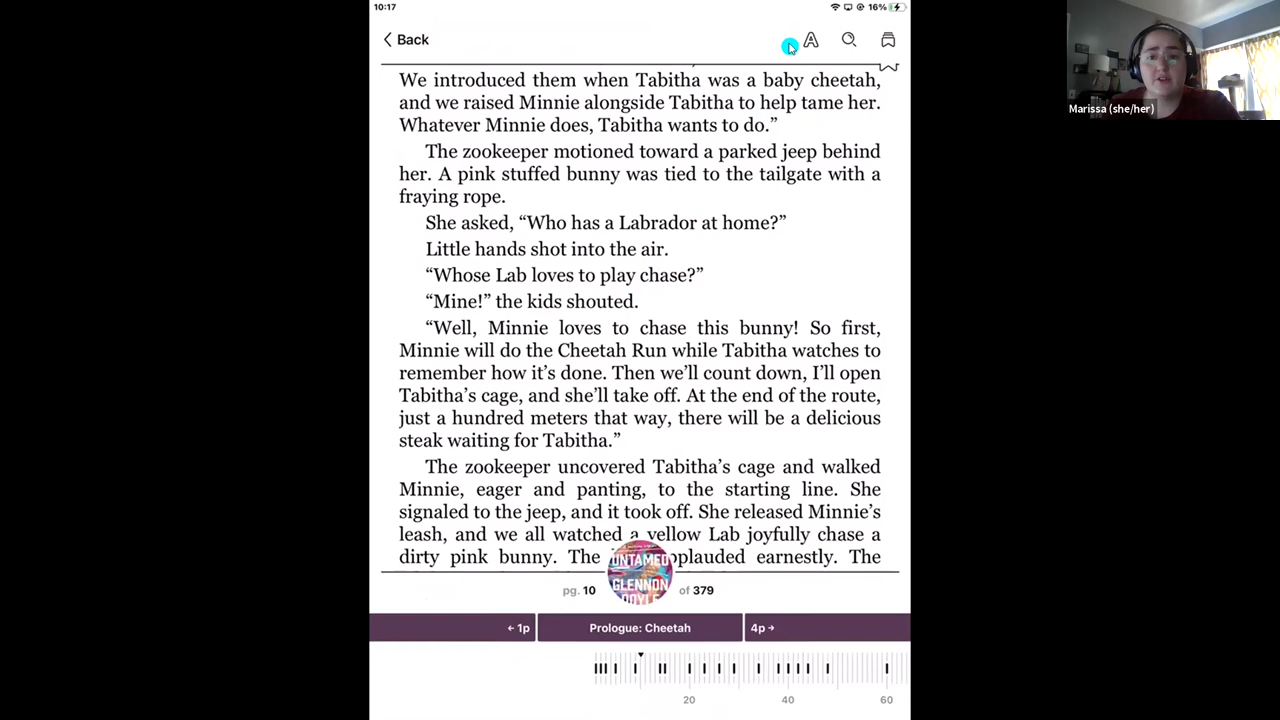 10:17
16%
Back
We introduced them when Tabitha was a baby cheetah,
and we raised Minnie alongside Tabitha to help tame her.
Whatever Minnie does, Tabitha wants to do.”
The zookeeper motioned toward a parked jeep behind
her. A pink stuffed bunny was tied to the tailgate with a
fraying rope.
She asked, “Who has a Labrador at home?”
Little hands shot into the air.
“Whose Lab loves to play chase?”
“Mine!” the kids shouted.
“Well, Minnie loves to chase this bunny! So first,
Minnie will do the Cheetah Run while Tabitha watches to
remember how it’s done. Then we’ll count down, I’ll open
Tabitha’s cage, and she’ll take off. At the end of the route,
just a hundred meters that way, there will be a delicious
steak waiting for Tabitha.”
The zookeeper uncovered Tabitha’s cage and walked
Minnie, eager and panting, to the starting line. She
signaled to the jeep, and it took off. She released Minnie’s
leash, and we all watched a yellow Lab joyfully chase a
dirty pink bunny. The pplauded earnestly. The
UNTAMED
GLENNON
DOYLE
pg. 10 of 379
←1p Prologue: Cheetah 4p→
20 40 60
Marissa (she/her)